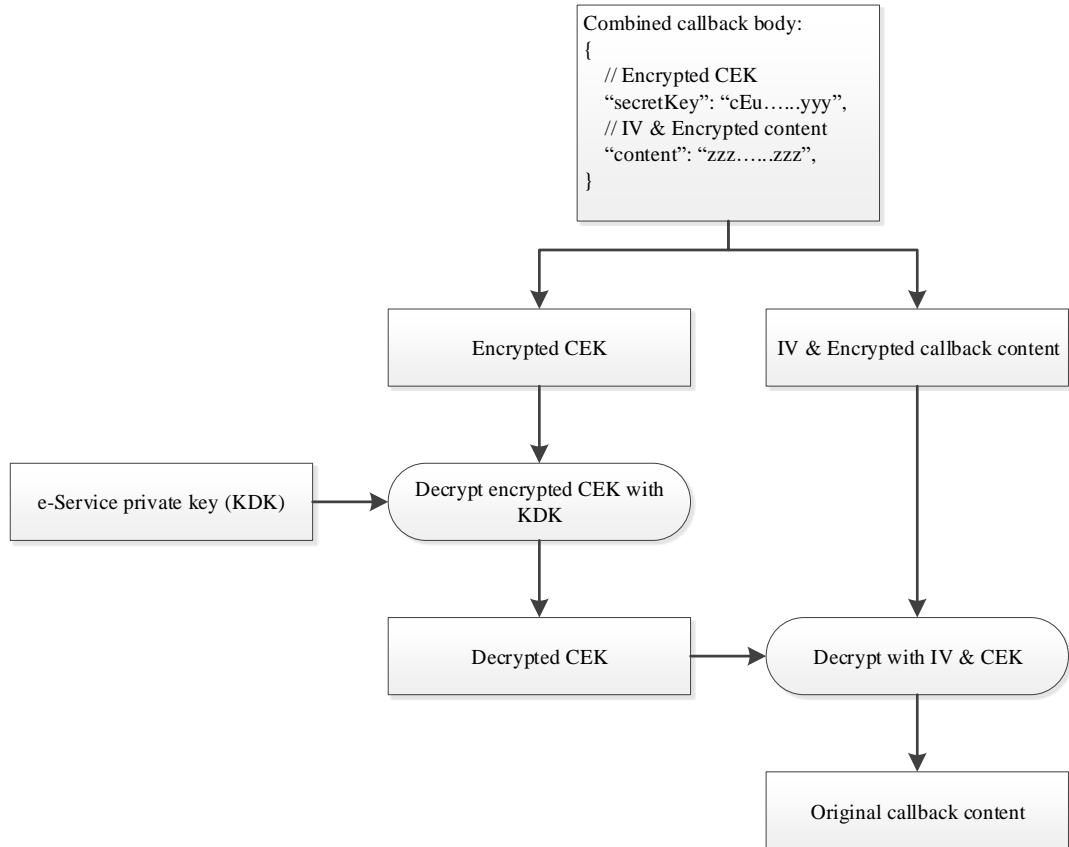 Combined callback body:
{
// Encrypted CEK
“secretKey”: “cEu…...yyy”,
// IV & Encrypted content
“content”: “zzz…...zzz”,
}
Encrypted CEK
IV & Encrypted callback content
e-Service private key (KDK)
Decrypt encrypted CEK with
KDK
Decrypted CEK
Decrypt with IV & CEK
Original callback content